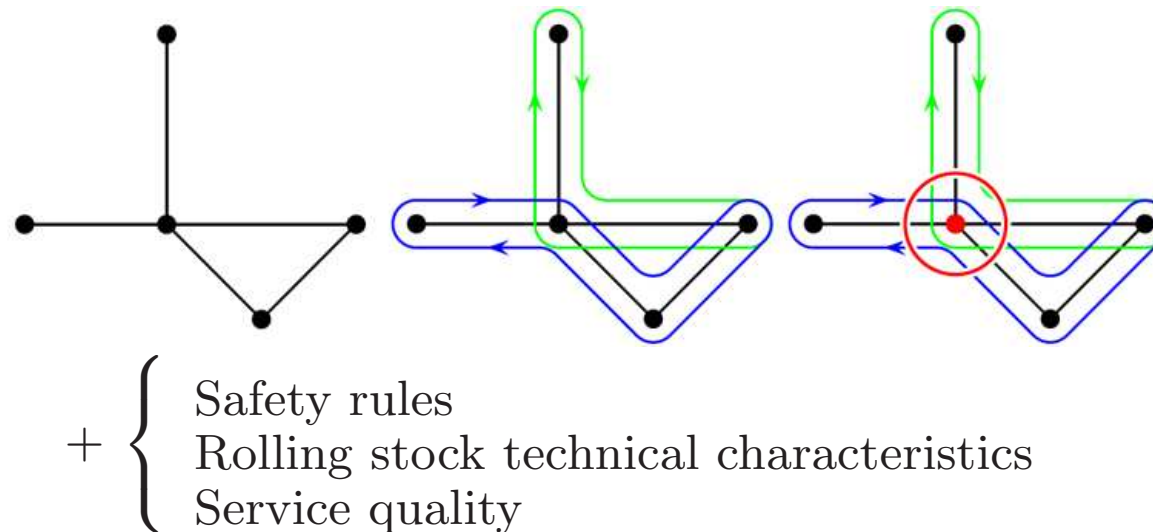 + { Safety rules
Rolling stock technical characteristics
Service quality